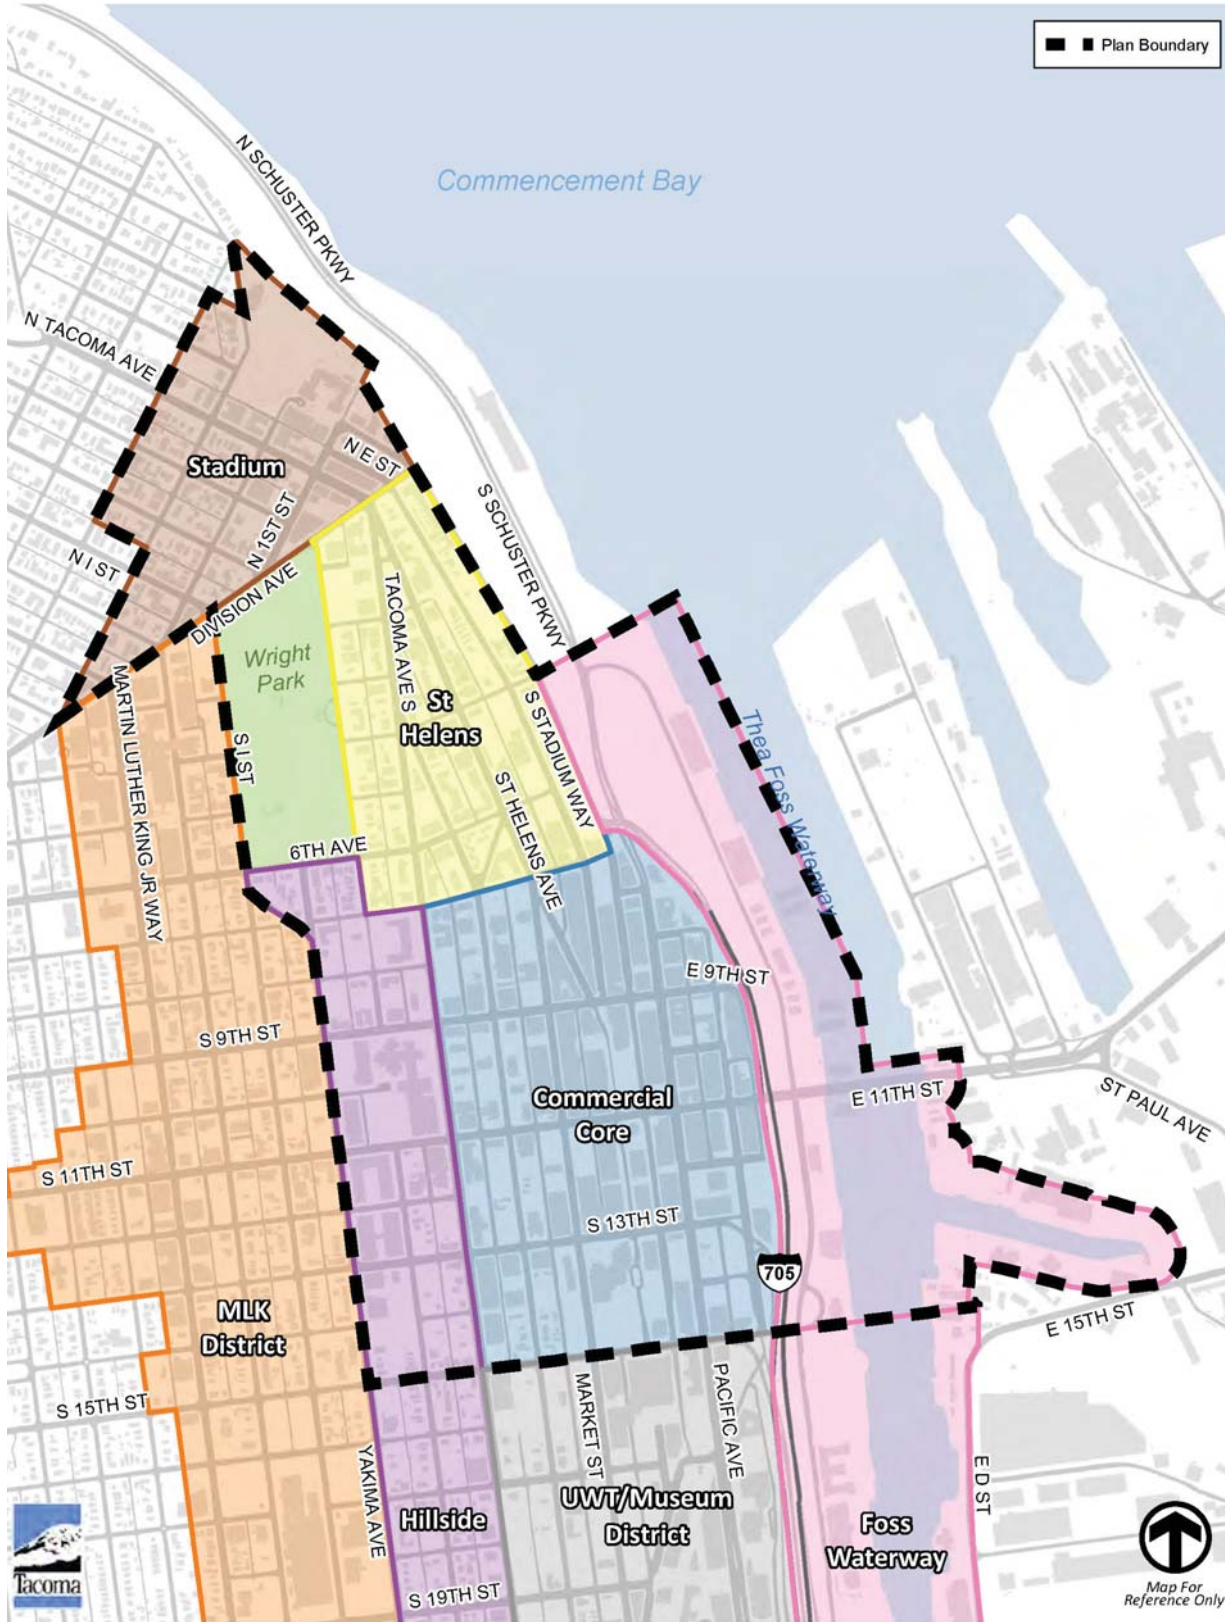 Plan Boundary
N SCHUSTER PKWY
Commencement Bay
N TACOMA AVE
Stadium
N E ST
N 1ST ST
S SCHUSTER PKWY
N I ST
DIVISION AVE
TACOMA AVE S
Wright
Park
MARTIN LUTHER KING JR WAY
St
Helens
S STADIUM WAY
Thea Foss Waterway
S I ST
ST HELENS AVE
6TH AVE
E 9TH ST
S 9TH ST
Commercial
Core
E 11TH ST
ST PAUL AVE
S 11TH ST
S 13TH ST
705
MLK
District
E 15TH ST
S 15TH ST
MARKET ST
PACIFIC AVE
YAKIMA AVE
Hillside
UWT/Museum
District
E D ST
Foss
Waterway
S 19TH ST
Tacoma
Map For
Reference Only